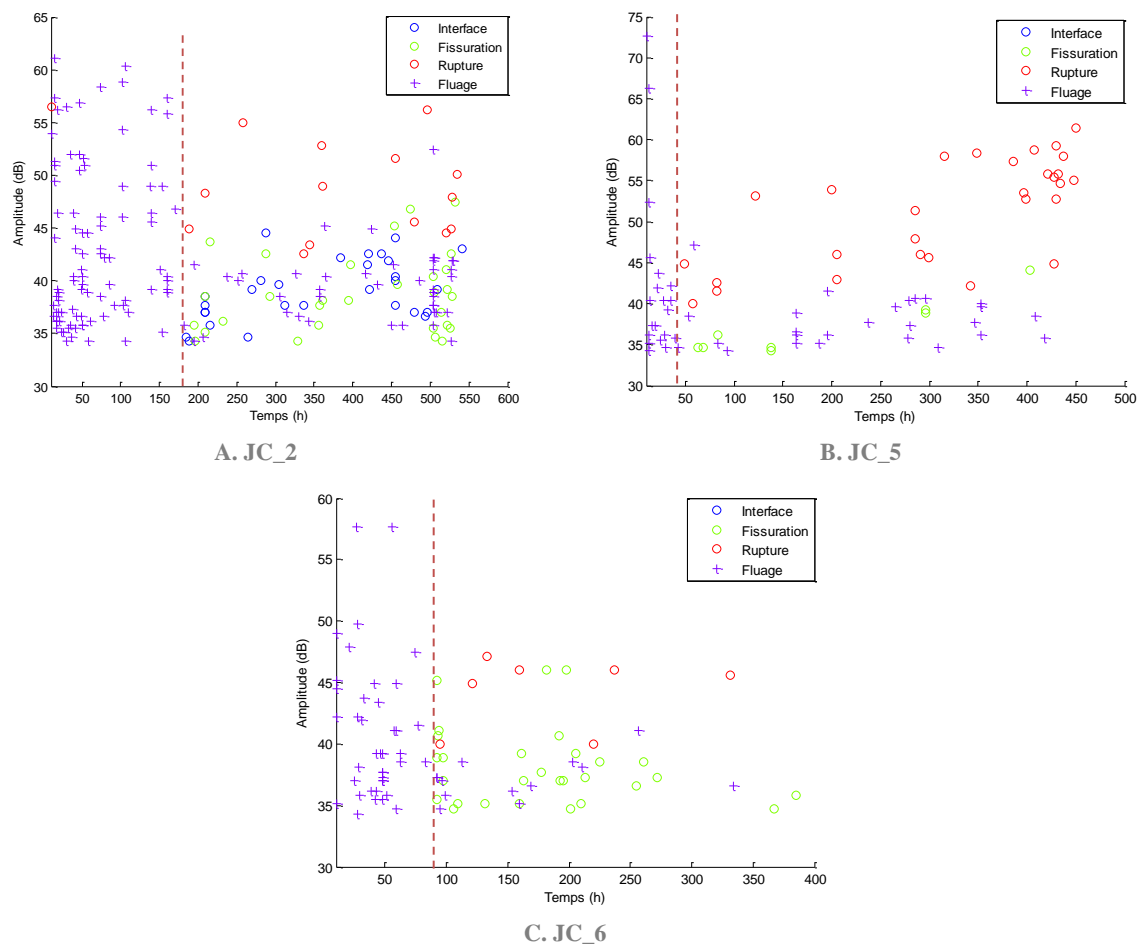 65
60
55
50
45
40
35
30
Amplitude (dB)
50 100 150 200 250 300 350 400 450 500 550 600
Temps (h)
Interface
Fissuration
Rupture
Fluage
A. JC_2
75
70
65
60
55
50
45
40
35
30
Amplitude (dB)
50 100 150 200 250 300 350 400 450 500
Temps (h)
Interface
Fissuration
Rupture
Fluage
B. JC_5
60
55
50
45
40
35
30
Amplitude (dB)
50 100 150 200 250 300 350 400
Temps (h)
Interface
Fissuration
Rupture
Fluage
C. JC_6